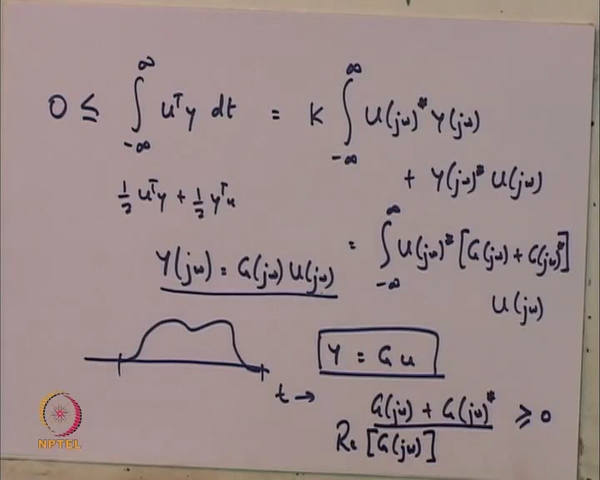 0 ≤ ∫_{-∞}^{∞} u^T y dt = K ∫_{-∞}^{∞} U(jω)* Y(jω)
+ Y(jω)* U(jω)
½ u^T y + ½ y^T u
= ∫_{-∞}^{∞} U(jω)* [G(jω) + G(jω)*]
U(jω)
Y(jω) = G(jω) U(jω)
Y = G u
t →
G(jω) + G(jω)* ≥ 0
Re [G(jω)]
NPTEL